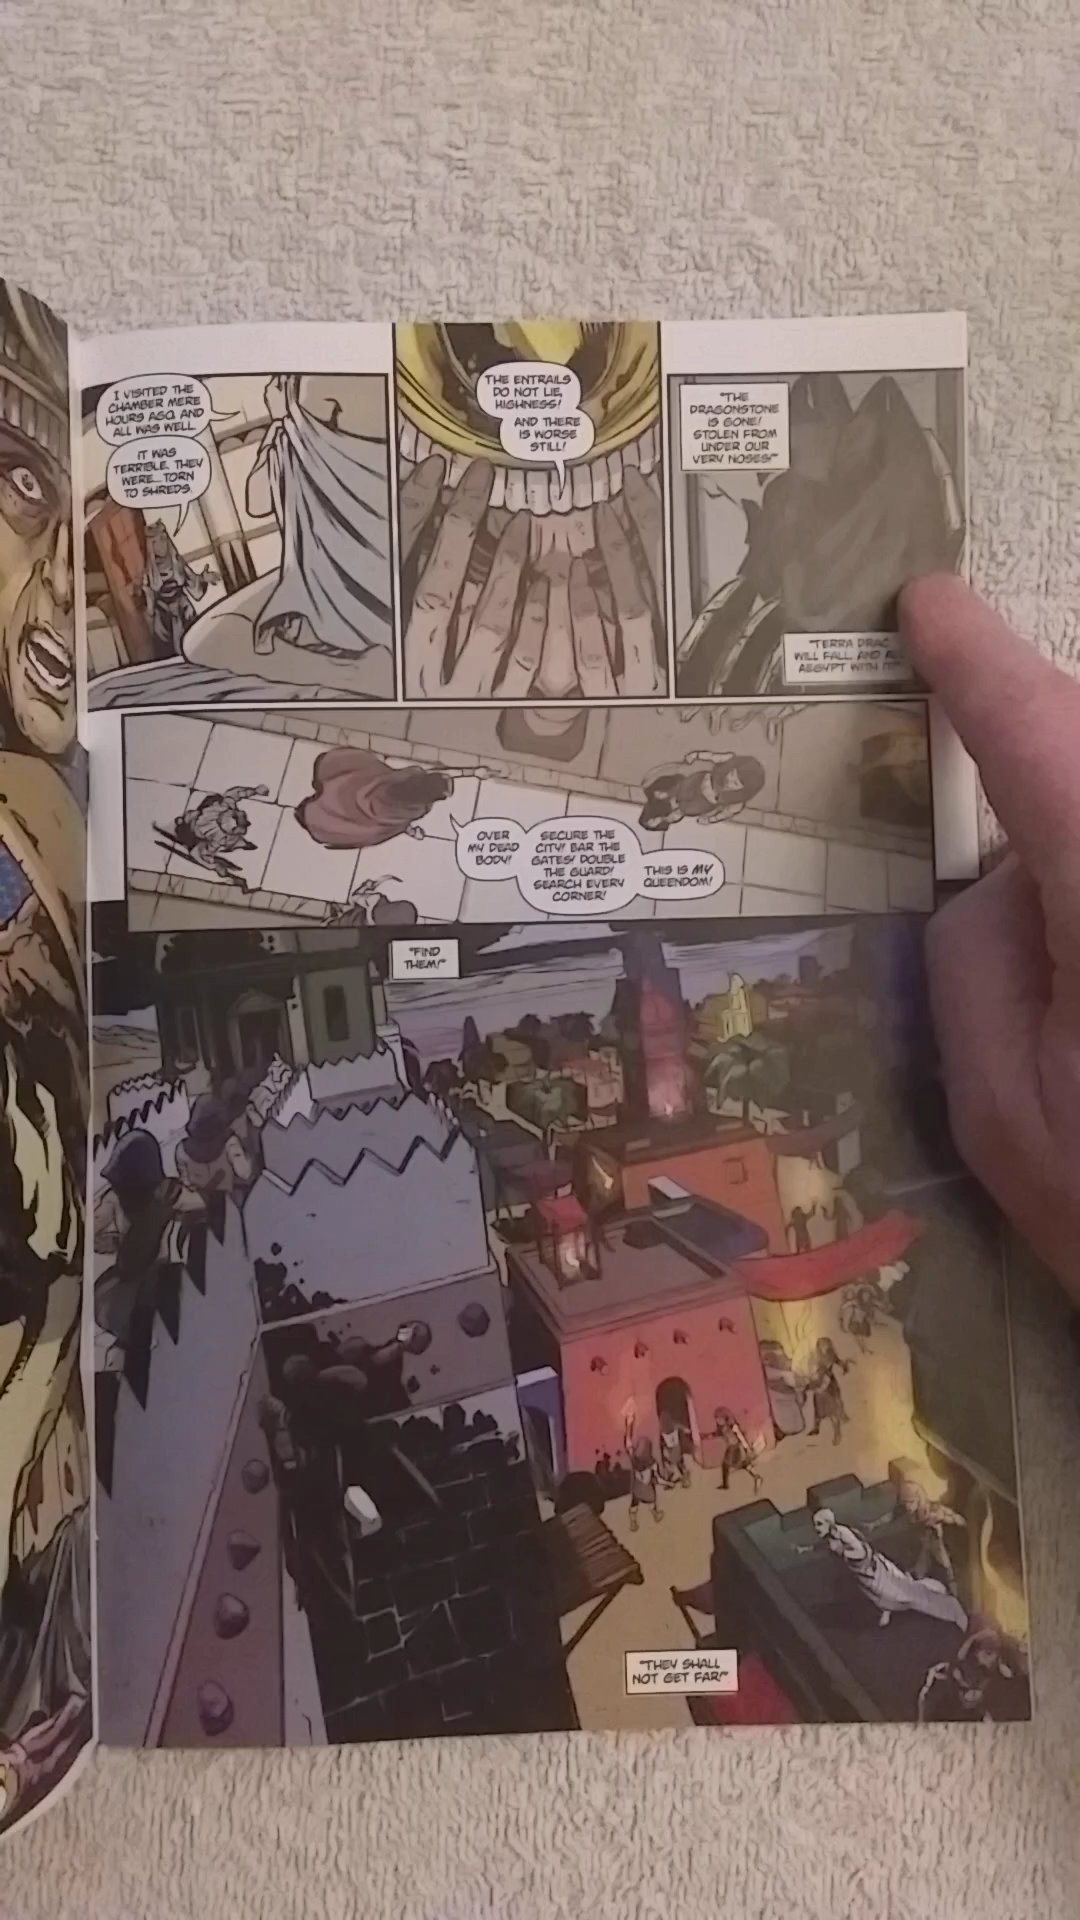 I VISITED THE
CHAMBER MERE
HOURS AGO, AND
ALL WAS WELL.
IT WAS
TERRIBLE. THEY
WERE... TORN
TO SHREDS.
THE ENTRAILS
DO NOT LIE,
HIGHNESS!
AND THERE
IS WORSE
STILL!
"THE
DRAGONSTONE
IS GONE!
STOLEN FROM
UNDER OUR
VERY NOSES!"
"TERRA DRAC
WILL FALL, AND
AEGYPT WITH IT!"
OVER
MY DEAD
BODY!
SECURE THE
CITY! BAR THE
GATES! DOUBLE
THE GUARD!
SEARCH EVERY
CORNER!
THIS IS MY
QUEENDOM!
"FIND
THEM!"
"THEY SHALL
NOT GET FAR!"